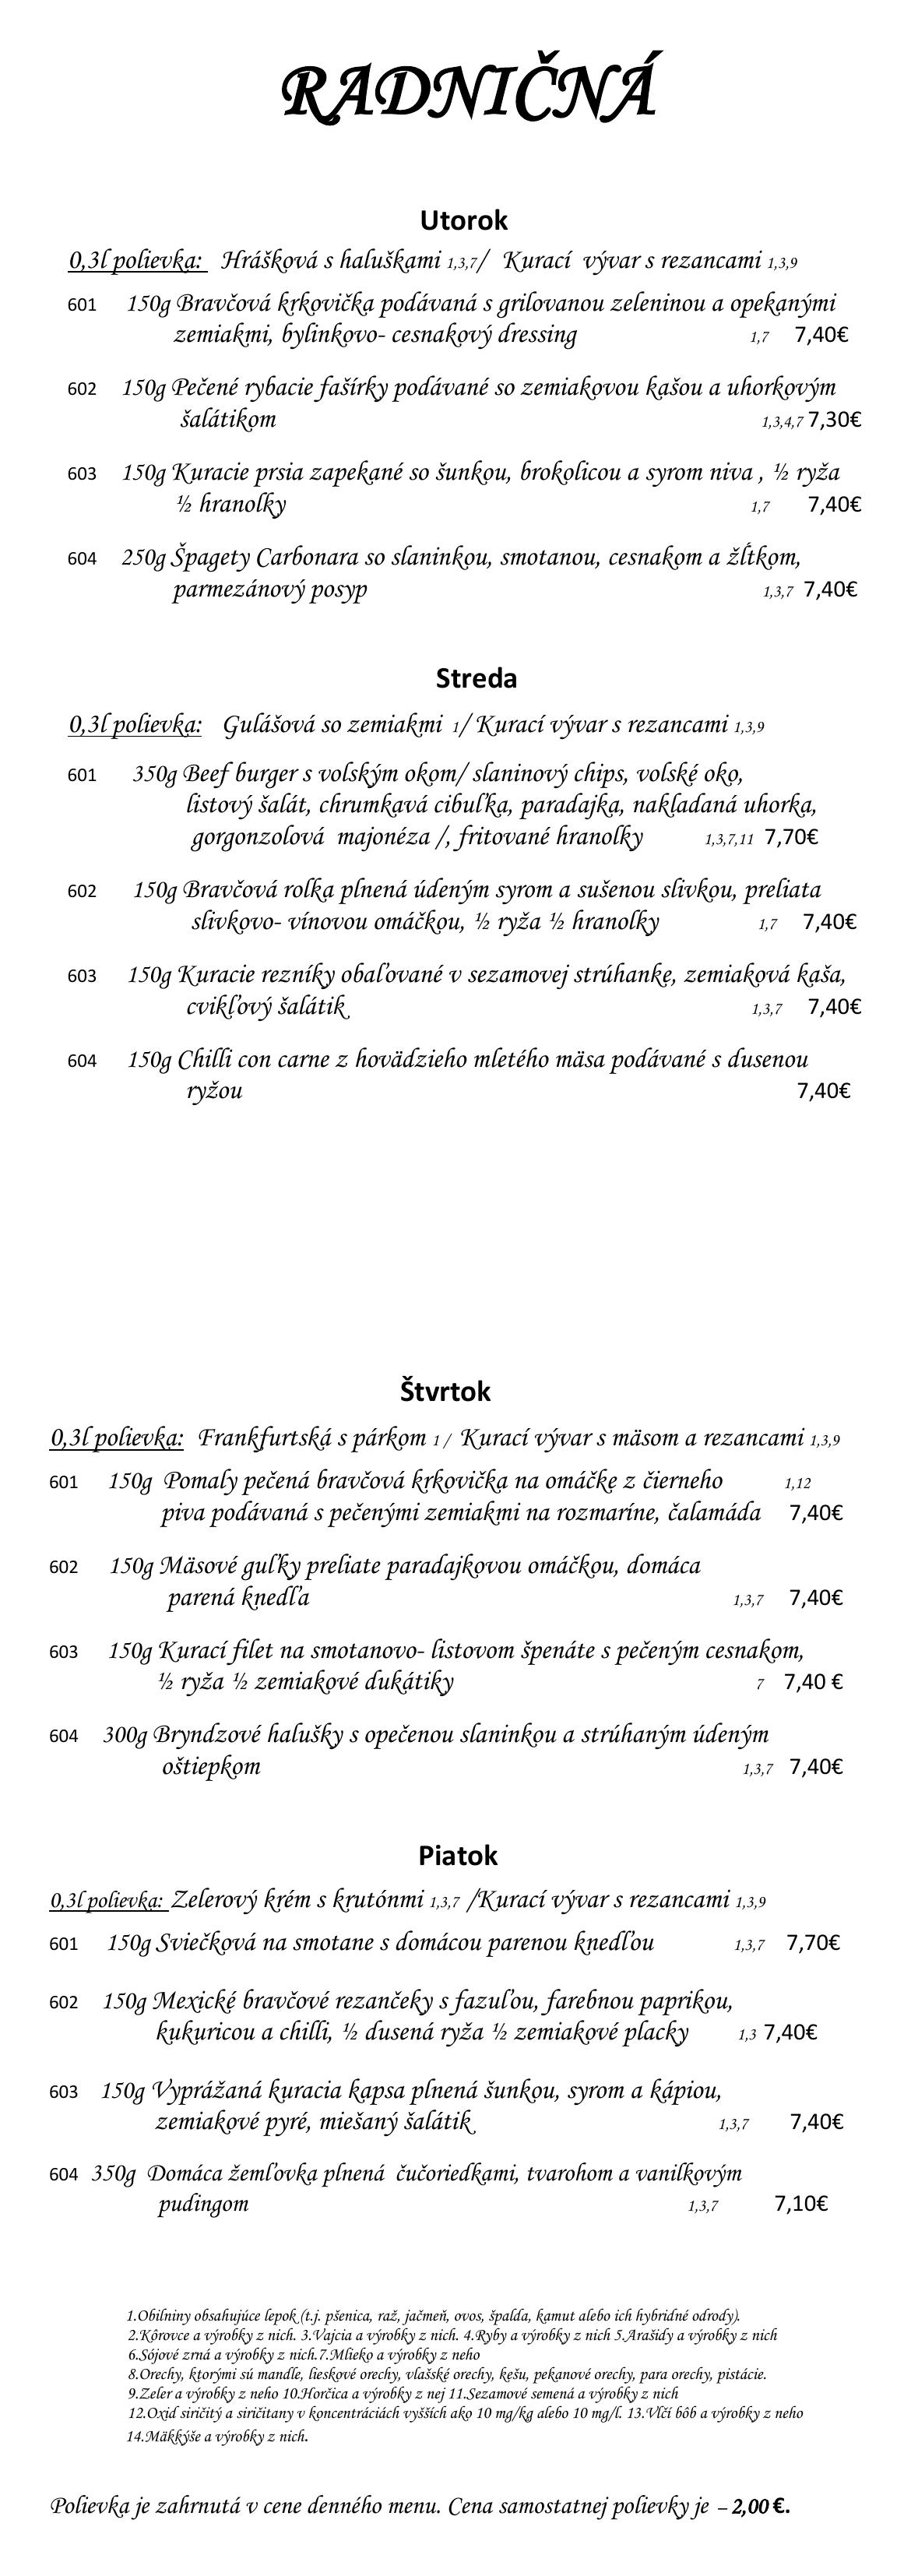 RADNIČNÁ
Utorok
0,3l polievka: Hrášková s haluškami 1,3,7/ Kurací vývar s rezancami 1,3,9
601 150g Bravčová krkovička podávaná s grilovanou zeleninou a opekanými
zemiakmi, bylinkovo- cesnakový dressing 1,7 7,40€
602 150g Pečené rybacie fašírky podávané so zemiakovou kašou a uhorkovým
šalátikom 1,3,4,7 7,30€
603 150g Kuracie prsia zapekané so šunkou, brokolicou a syrom niva , ½ ryža
½ hranolky 1,7 7,40€
604 250g Špagety Carbonara so slaninkou, smotanou, cesnakom a žĺtkom,
parmezánový posyp 1,3,7 7,40€
Streda
0,3l polievka: Gulášová so zemiakmi 1/ Kurací vývar s rezancami 1,3,9
601 350g Beef burger s volským okom/ slaninový chips, volské oko,
listový šalát, chrumkavá cibuľka, paradajka, nakladaná uhorka,
gorgonzolová majonéza /, fritované hranolky 1,3,7,11 7,70€
602 150g Bravčová rolka plnená údeným syrom a sušenou slivkou, preliata
slivkovo- vínovou omáčkou, ½ ryža ½ hranolky 1,7 7,40€
603 150g Kuracie rezníky obaľované v sezamovej strúhanke, zemiaková kaša,
cvikľový šalátik 1,3,7 7,40€
604 150g Chilli con carne z hovädzieho mletého mäsa podávané s dusenou
ryžou 7,40€
Štvrtok
0,3l polievka: Frankfurtská s párkom 1 / Kurací vývar s mäsom a rezancami 1,3,9
601 150g Pomaly pečená bravčová krkovička na omáčke z čierneho 1,12
piva podávaná s pečenými zemiakmi na rozmaríne, čalamáda 7,40€
602 150g Mäsové guľky preliate paradajkovou omáčkou, domáca
parená knedľa 1,3,7 7,40€
603 150g Kurací filet na smotanovo- listovom špenáte s pečeným cesnakom,
½ ryža ½ zemiakové dukátiky 7 7,40 €
604 300g Bryndzové halušky s opečenou slaninkou a strúhaným údeným
oštiepkom 1,3,7 7,40€
Piatok
0,3l polievka: Zelerový krém s krutónmi 1,3,7 /Kurací vývar s rezancami 1,3,9
601 150g Sviečková na smotane s domácou parenou knedľou 1,3,7 7,70€
602 150g Mexické bravčové rezančeky s fazuľou, farebnou paprikou,
kukuricou a chilli, ½ dusená ryža ½ zemiakové placky 1,3 7,40€
603 150g Vyprážaná kuracia kapsa plnená šunkou, syrom a kápiou,
zemiakové pyré, miešaný šalátik 1,3,7 7,40€
604 350g Domáca žemľovka plnená čučoriedkami, tvarohom a vanilkovým
pudingom 1,3,7 7,10€
1.Obilniny obsahujúce lepok (t.j. pšenica, raž, jačmeň, ovos, špalda, kamut alebo ich hybridné odrody).
2.Kôrovce a výrobky z nich. 3.Vajcia a výrobky z nich. 4.Ryby a výrobky z nich 5.Arašidy a výrobky z nich
6.Sójové zrná a výrobky z nich.7.Mlieko a výrobky z neho
8.Orechy, ktorými sú mandle, lieskové orechy, vlašské orechy, kešu, pekanové orechy, para orechy, pistácie.
9.Zeler a výrobky z neho 10.Horčica a výrobky z nej 11.Sezamové semená a výrobky z nich
12.Oxid siričitý a siričitany v koncentráciách vyšších ako 10 mg/kg alebo 10 mg/l. 13.Vlčí bôb a výrobky z neho
14.Mäkkýše a výrobky z nich.
Polievka je zahrnutá v cene denného menu. Cena samostatnej polievky je – 2,00 €.